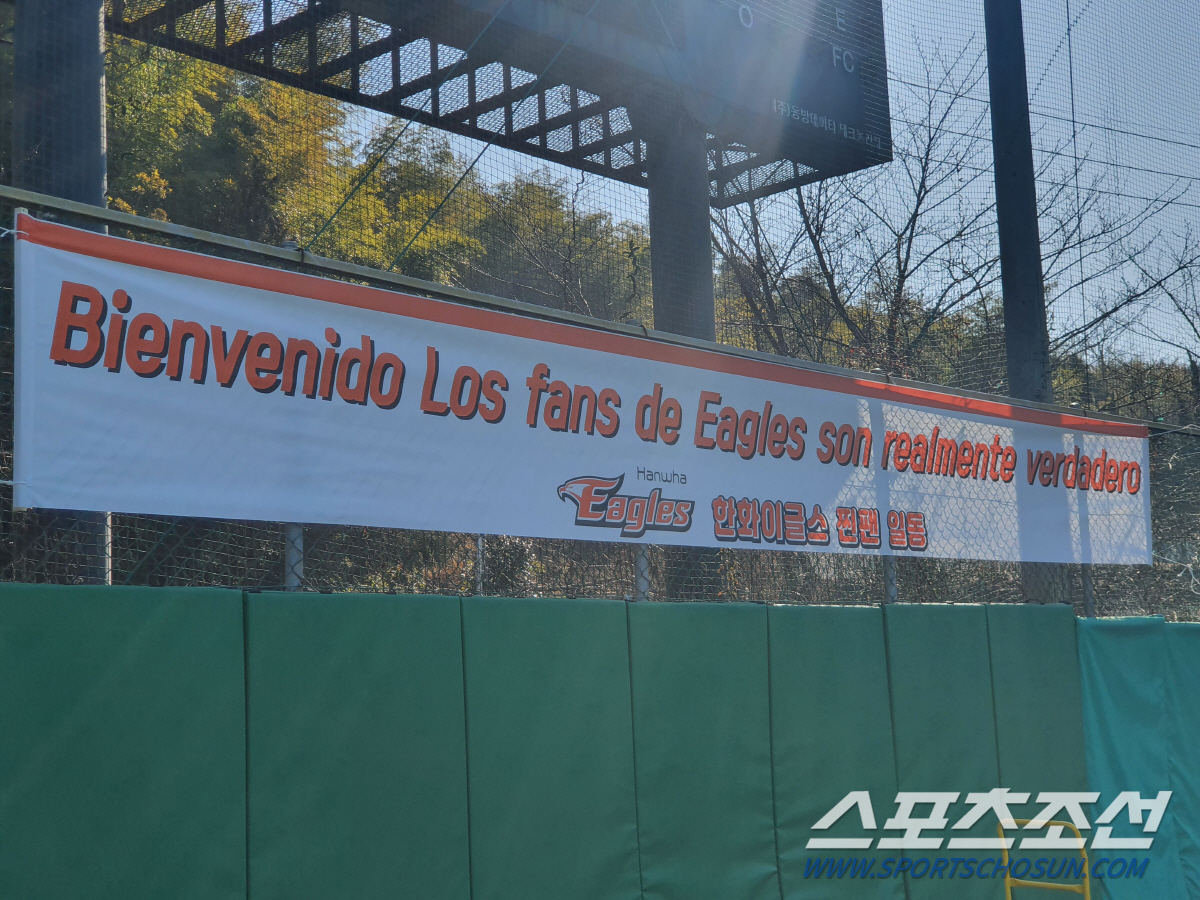 O E
FC
Bienvenido Los fans de Eagles son realmente verdadero
Hanwha
Eagles 한화이글스 찐팬 일동
스포츠조선
WWW.SPORTSCHOSUN.COM